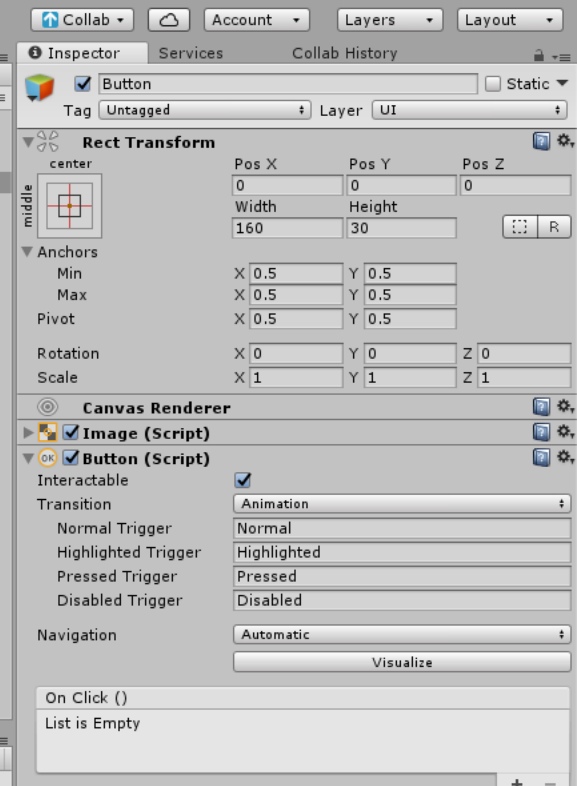 Collab Account Layers Layout
Inspector Services Collab History
Button Static
Tag Untagged Layer UI
Rect Transform
center Pos X Pos Y Pos Z
middle
0 0 0
Width Height
160 30 R
Anchors
Min X 0.5 Y 0.5
Max X 0.5 Y 0.5
Pivot X 0.5 Y 0.5
Rotation X 0 Y 0 Z 0
Scale X 1 Y 1 Z 1
Canvas Renderer
Image (Script)
OK Button (Script)
Interactable
Transition Animation
Normal Trigger Normal
Highlighted Trigger Highlighted
Pressed Trigger Pressed
Disabled Trigger Disabled
Navigation Automatic
Visualize
On Click ()
List is Empty